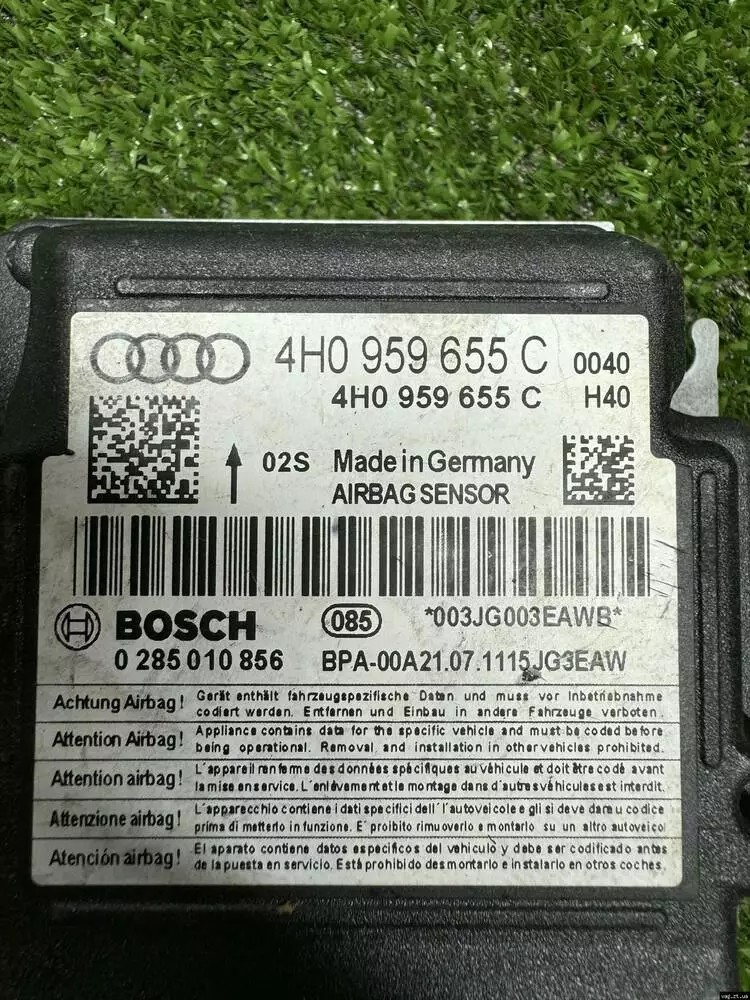 4H0 959 655 C 0040
4H0 959 655 C H40
02S Made in Germany
AIRBAG SENSOR
BOSCH 085 *003JG003EAWB*
0 285 010 856 BPA-00A21.07.1115JG3EAW
Achtung Airbag! Gerät enthält fahrzeugspezifische Daten und muss vor Inbetriebnahme
codiert werden. Entfernen und Einbau in andere Fahrzeuge verboten.
Attention Airbag! Appliance contains data for the specific vehicle and must be coded before
being operational. Removal and installation in other vehicles prohibited.
Attention airbag! L'appareil renferme des données spécifiques au véhicule et doit être codé avant
la mise en service. L'enlèvement et le montage dans d'autres véhicules est interdit.
Attenzione airbag! L'apparecchio contiene i dati specifici dell'l'autoveicolo e gli si deve dare u codice
prima di metterlo in funzione. E' proibito rimuoverlo e montarlo su un altro autoveicol
Atención airbag! El aparato contiene datos específicos del vehículo y debe ser codificado antes
de la puesta en servicio. Está prohibido desmontarlo e instalarlo en otros coches.
vag.zt.ua